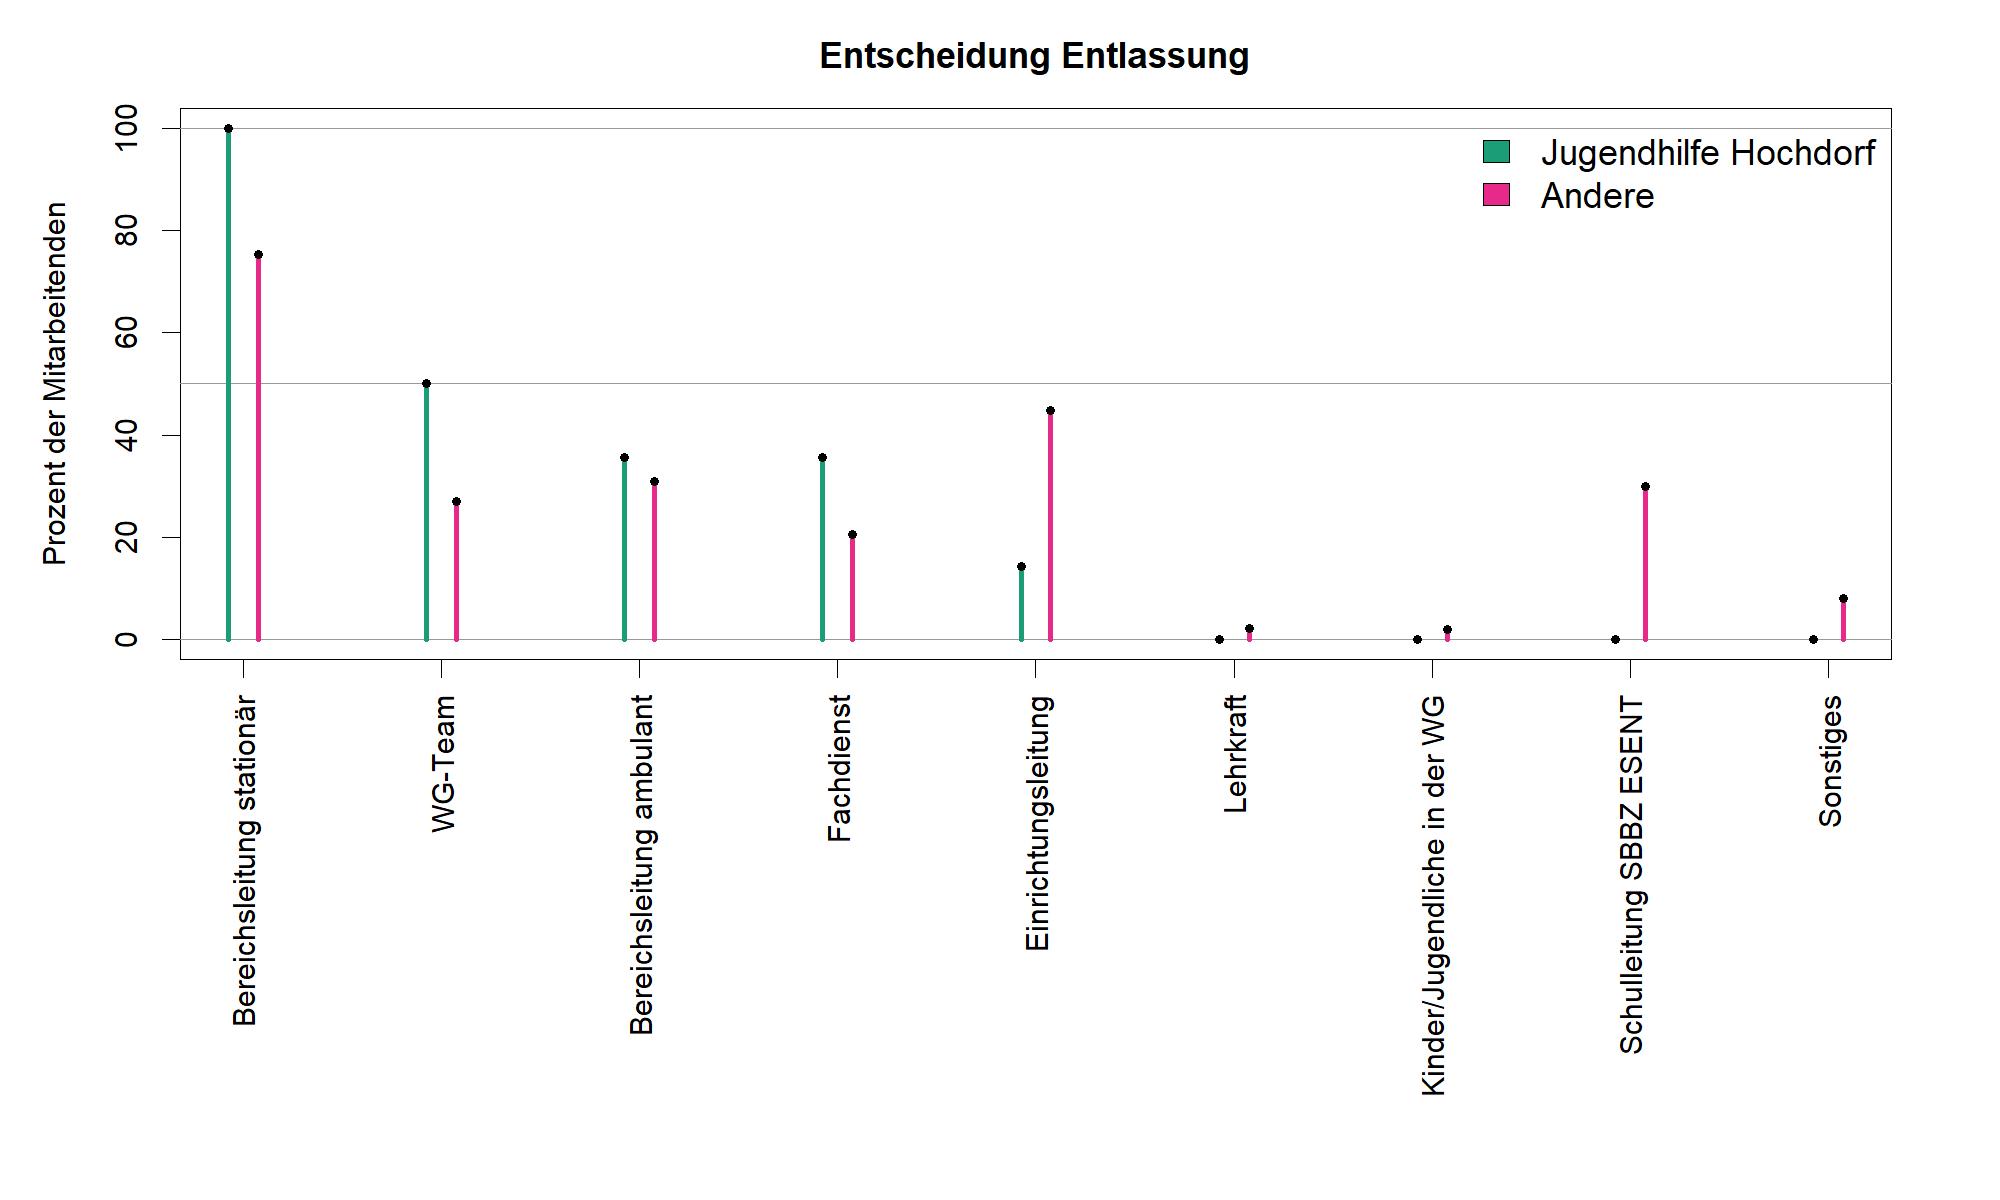 Entscheidung Entlassung
Prozent der Mitarbeitenden
100
80
60
40
20
0
Jugendhilfe Hochdorf
Andere
Bereichsleitung stationär
WG-Team
Bereichsleitung ambulant
Fachdienst
Einrichtungsleitung
Lehrkraft
Kinder/Jugendliche in der WG
Schulleitung SBBZ ESENT
Sonstiges